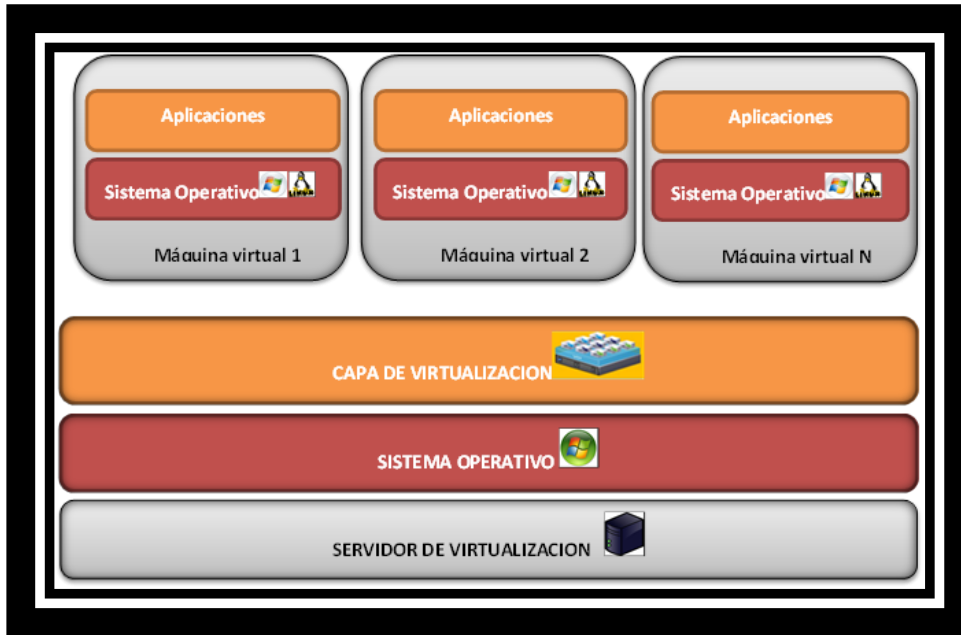 Aplicaciones
Sistema Operativo
Máquina virtual 1
Aplicaciones
Sistema Operativo
Máquina virtual 2
Aplicaciones
Sistema Operativo
Máquina virtual N
CAPA DE VIRTUALIZACION
SISTEMA OPERATIVO
SERVIDOR DE VIRTUALIZACION